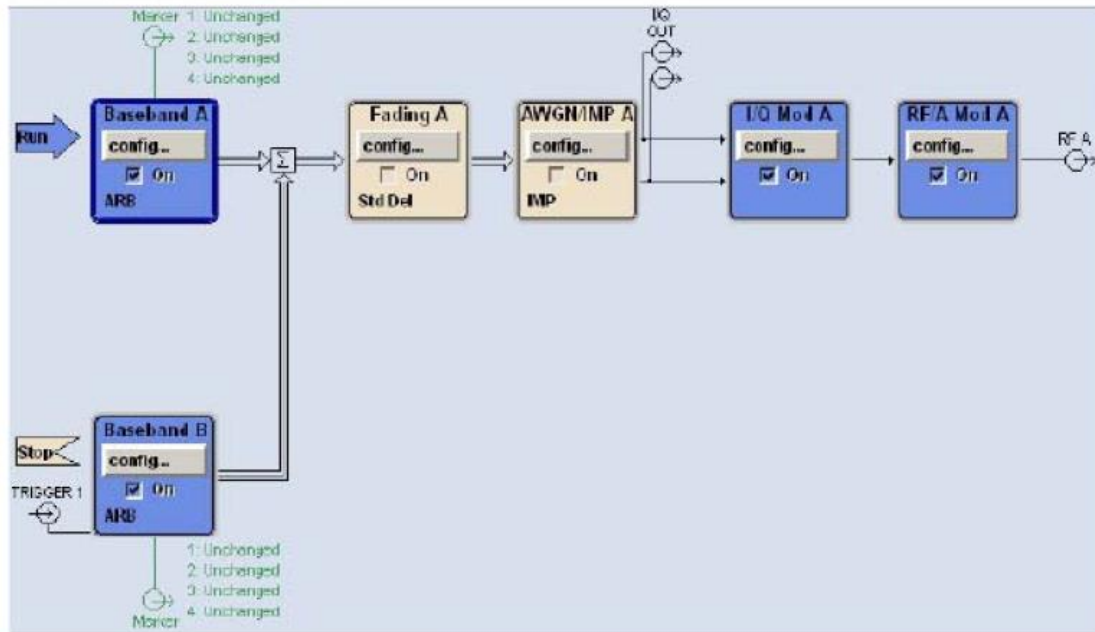 Marker 1: Unchanged
2: Unchanged
3: Unchanged
4: Unchanged
I/Q
OUT
Run
Baseband A
config...
On
ARB
Σ
Fading A
config...
On
Std Del
AWGN/IMP A
config...
On
IMP
I/Q Mod A
config...
On
RF/A Mod A
config...
On
RF A
Stop
TRIGGER 1
Baseband B
config...
On
ARB
1: Unchanged
2: Unchanged
3: Unchanged
4: Unchanged
Marker